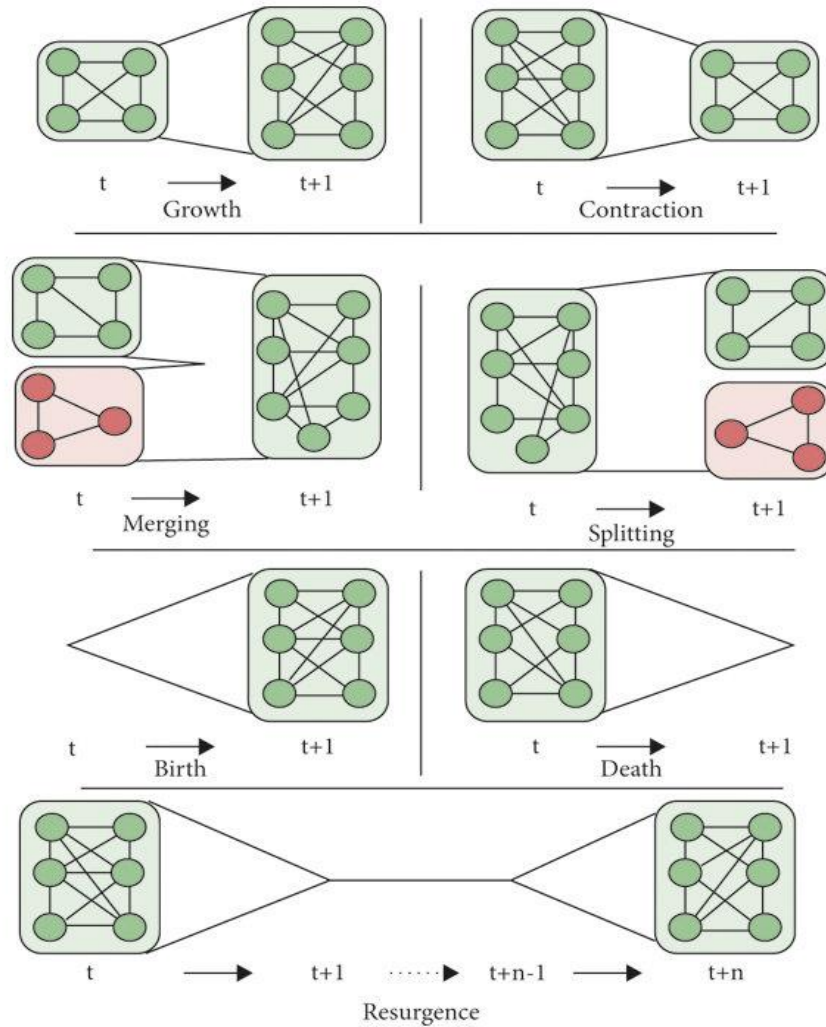 t t+1
Growth
t t+1
Contraction
t t+1
Merging
t t+1
Splitting
t t+1
Birth
t t+1
Death
t t+1 t+n-1 t+n
Resurgence